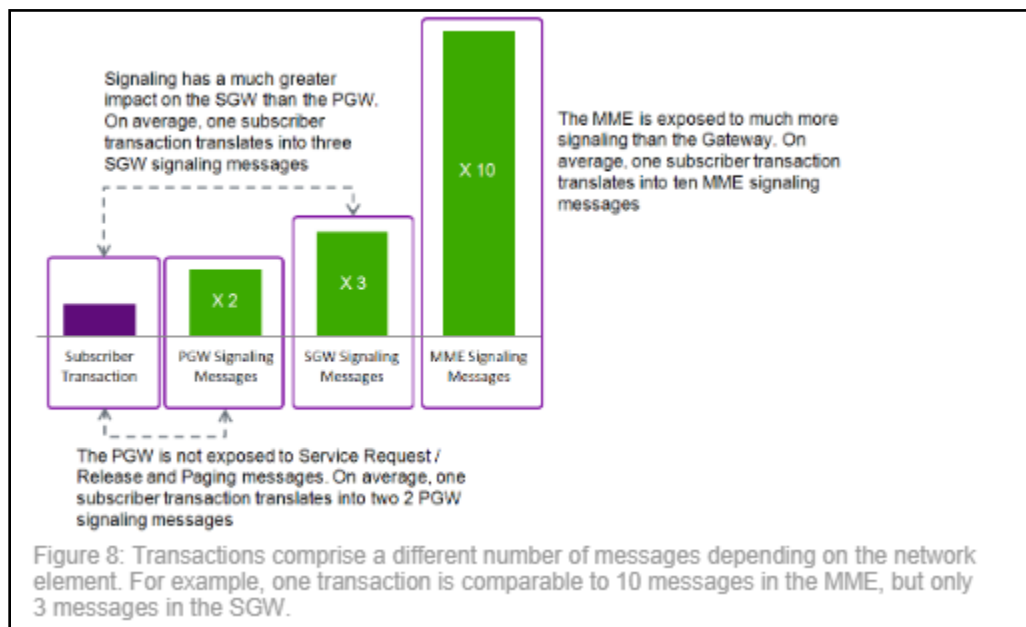 Signaling has a much greater
impact on the SGW than the PGW.
On average, one subscriber
transaction translates into three
SGW signaling messages
The MME is exposed to much more
signaling than the Gateway. On
average, one subscriber transaction
translates into ten MME signaling
messages
X 10
X 3
X 2
Subscriber
Transaction
PGW Signaling
Messages
SGW Signaling
Messages
MME Signaling
Messages
The PGW is not exposed to Service Request /
Release and Paging messages. On average, one
subscriber transaction translates into two 2 PGW
signaling messages
Figure 8: Transactions comprise a different number of messages depending on the network
element. For example, one transaction is comparable to 10 messages in the MME, but only
3 messages in the SGW.